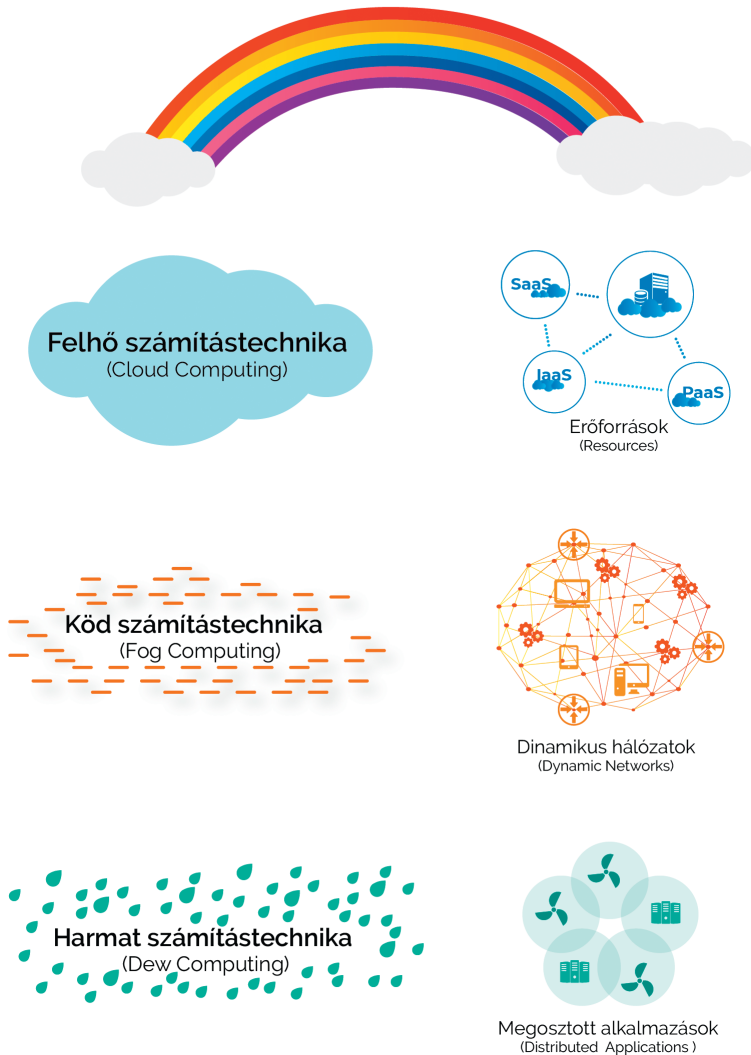 Felhő számítástechnika
(Cloud Computing)
SaaS
IaaS
PaaS
Erőforrások
(Resources)
Köd számítástechnika
(Fog Computing)
Dinamikus hálózatok
(Dynamic Networks)
Harmat számítástechnika
(Dew Computing)
Megosztott alkalmazások
(Distributed Applications )